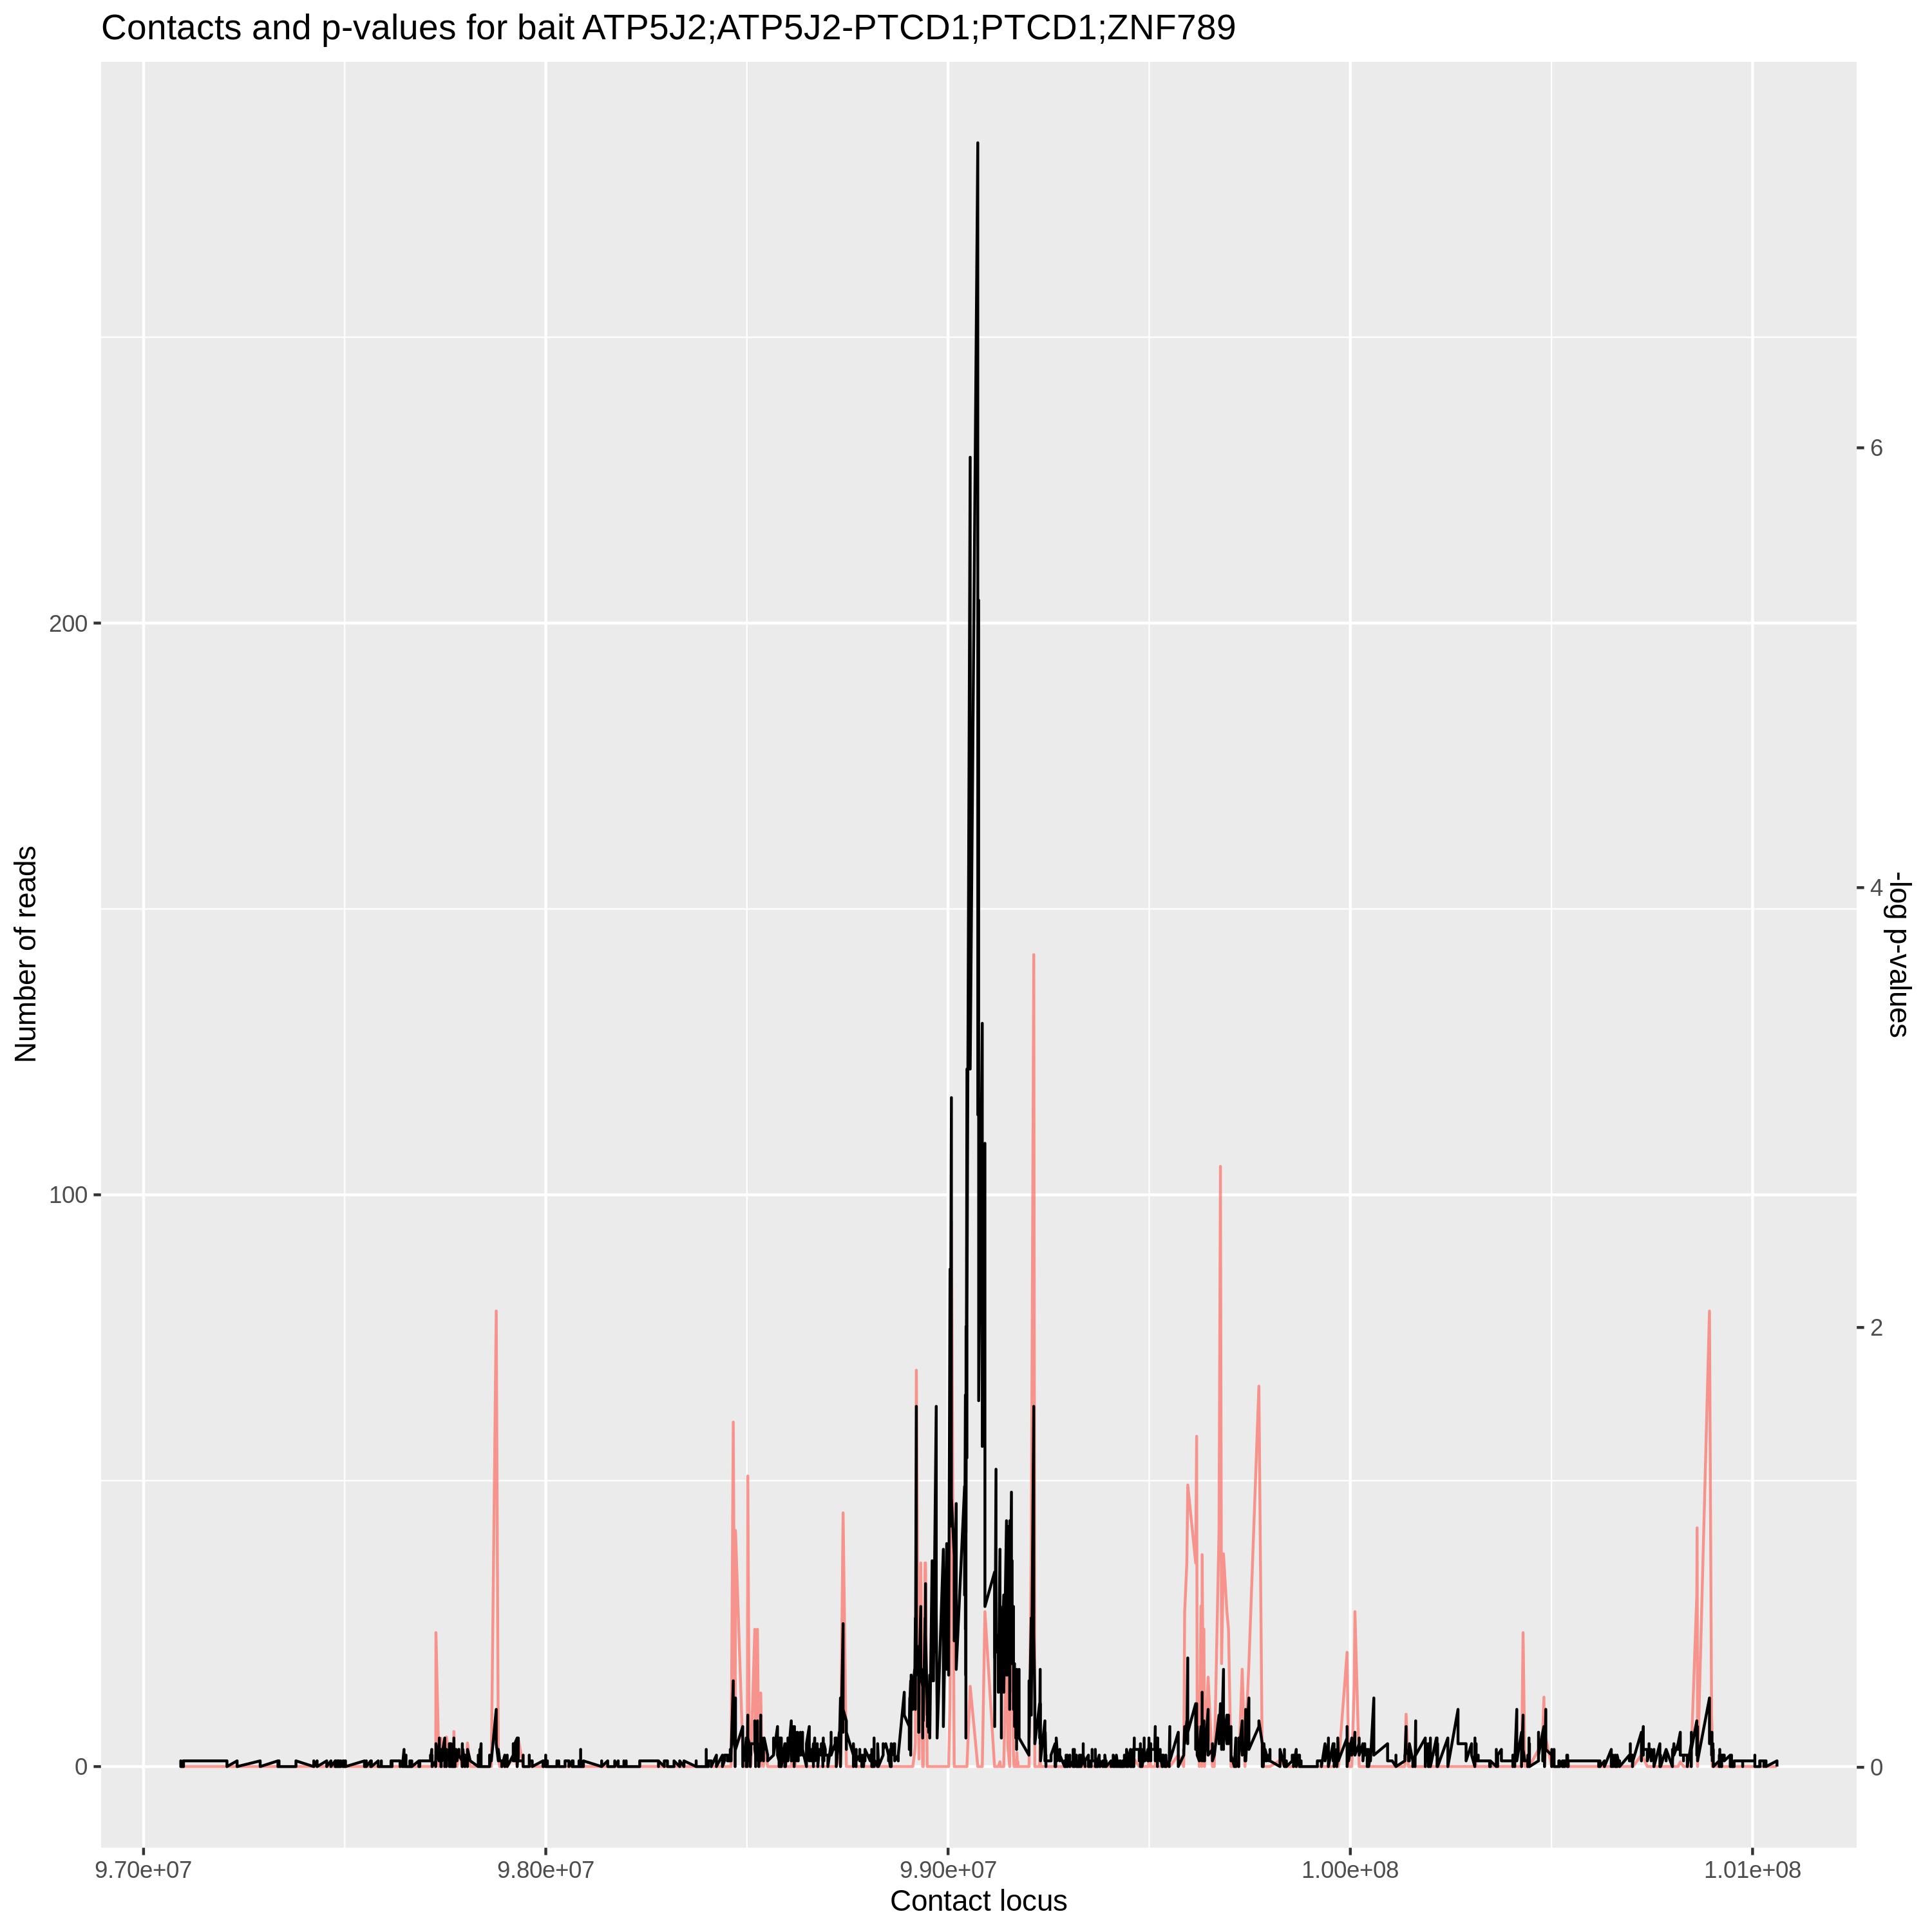 Contacts and p-values for bait ATP5J2;ATP5J2-PTCD1;PTCD1;ZNF789
Number of reads
200
100
0
6
4
2
0
-log p-values
9.70e+07
9.80e+07
9.90e+07
1.00e+08
1.01e+08
Contact locus